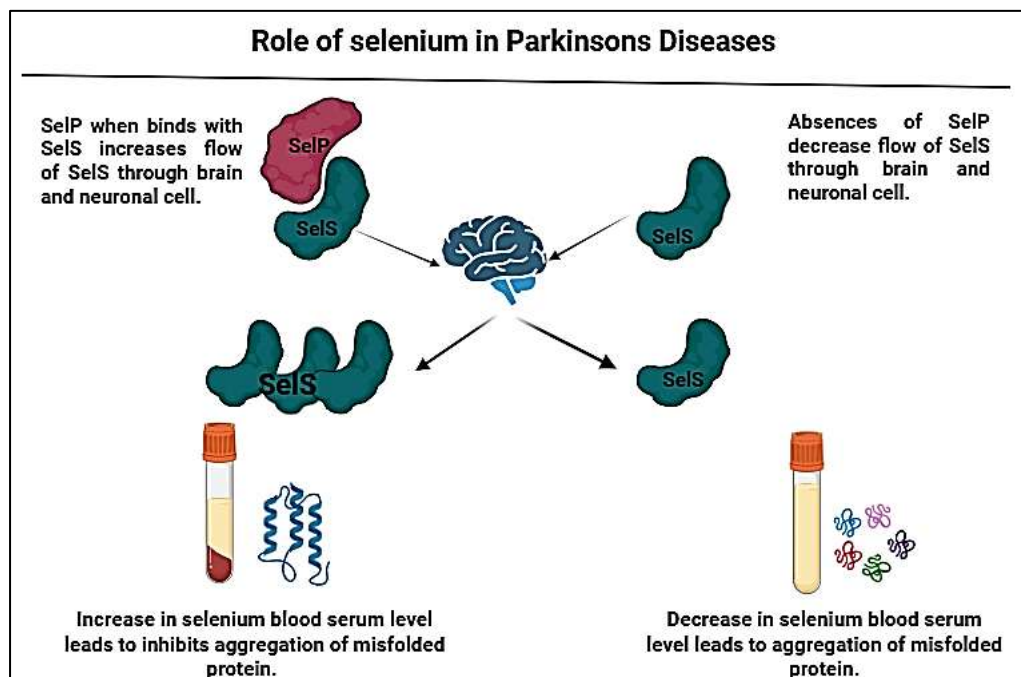 Role of selenium in Parkinsons Diseases
SelP when binds with
SelS increases flow
of SelS through brain
and neuronal cell.
SelP
SelS
Absences of SelP
decrease flow of SelS
through brain and
neuronal cell.
SelS
SelS
SelS
Increase in selenium blood serum level
leads to inhibits aggregation of misfolded
protein.
Decrease in selenium blood serum
level leads to aggregation of misfolded
protein.